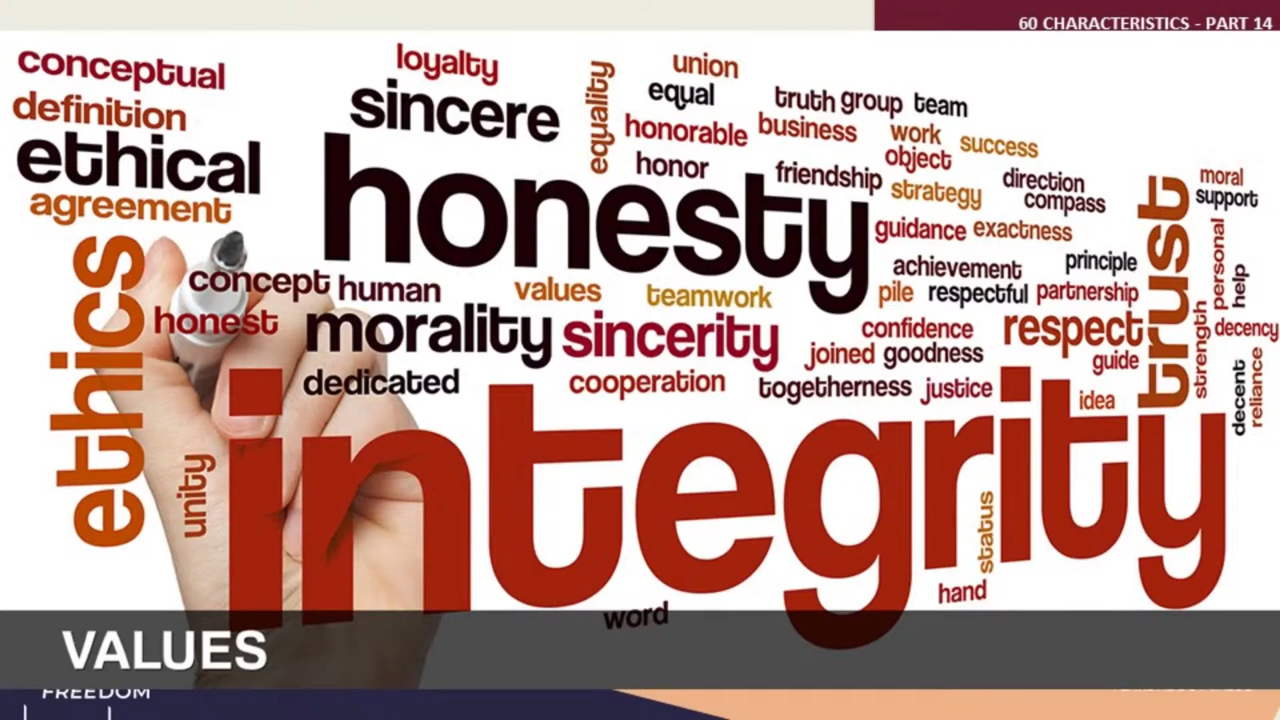 60 CHARACTERISTICS - PART 14
conceptual
definition
ethical
agreement
ethics
loyalty
sincere
equality
union
equal
honorable
honor
truth group team
business
work
object
success
friendship
strategy
direction
compass
moral
support
honesty
guidance exactness
achievement
principle
trust
personal
help
concept human
values
teamwork
pile respectful partnership
honest
morality sincerity
confidence
respect
strength
decency
joined goodness
guide
dedicated
cooperation
togetherness justice
idea
decent
reliance
unity
integrity
status
hand
word
VALUES
FREEDOM